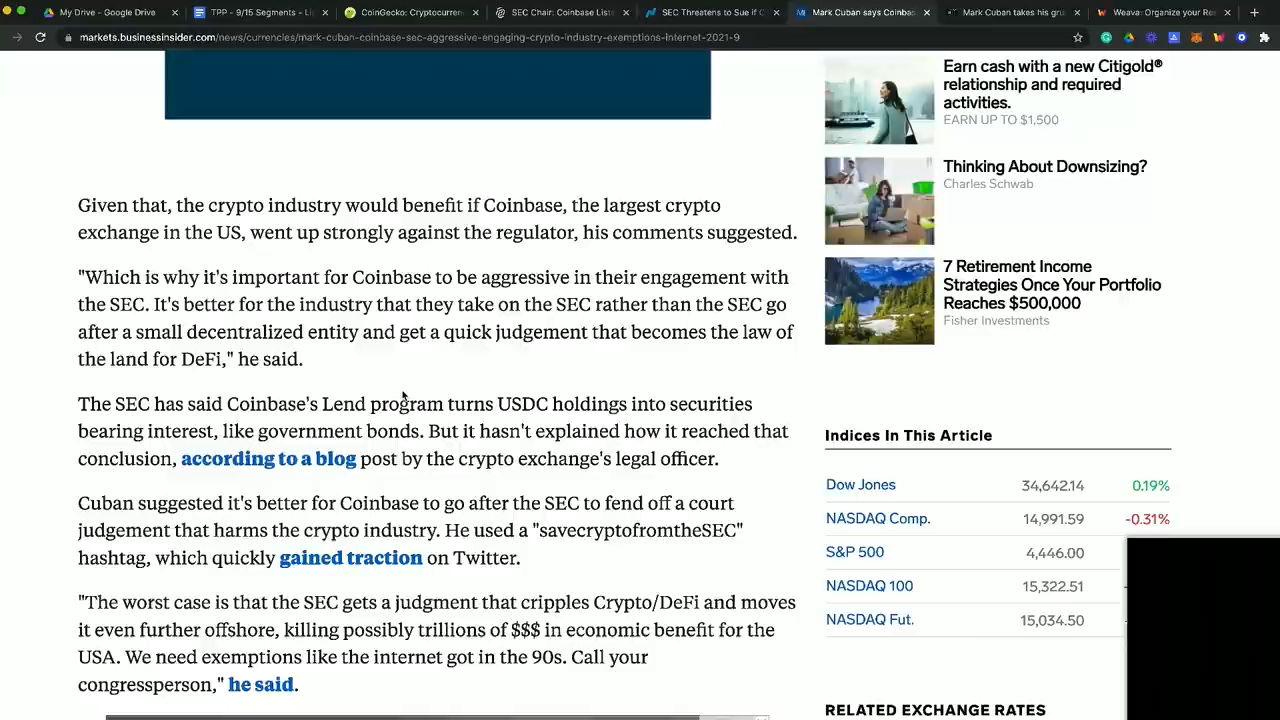 My Drive - Google Drive
TPP - 9/15 Segments - Li
CoinGecko: Cryptocurren
SEC Chair: Coinbase List
SEC Threatens to Sue if C
Mark Cuban says Coinbas
Mark Cuban takes his gru
Weava: Organize your Re
markets.businessinsider.com/news/currencies/mark-cuban-coinbase-sec-aggressive-engaging-crypto-industry-exemptions-internet-2021-9
Given that, the crypto industry would benefit if Coinbase, the largest crypto
exchange in the US, went up strongly against the regulator, his comments suggested.
"Which is why it's important for Coinbase to be aggressive in their engagement with
the SEC. It's better for the industry that they take on the SEC rather than the SEC go
after a small decentralized entity and get a quick judgement that becomes the law of
the land for DeFi," he said.
The SEC has said Coinbase's Lend program turns USDC holdings into securities
bearing interest, like government bonds. But it hasn't explained how it reached that
conclusion, according to a blog post by the crypto exchange's legal officer.
Cuban suggested it's better for Coinbase to go after the SEC to fend off a court
judgement that harms the crypto industry. He used a "savecryptofromtheSEC"
hashtag, which quickly gained traction on Twitter.
"The worst case is that the SEC gets a judgment that cripples Crypto/DeFi and moves
it even further offshore, killing possibly trillions of $$$ in economic benefit for the
USA. We need exemptions like the internet got in the 90s. Call your
congressperson," he said.
Earn cash with a new Citigold®
relationship and required
activities.
EARN UP TO $1,500
Thinking About Downsizing?
Charles Schwab
7 Retirement Income
Strategies Once Your Portfolio
Reaches $500,000
Fisher Investments
Indices In This Article
Dow Jones 34,642.14 0.19%
NASDAQ Comp. 14,991.59 -0.31%
S&P 500 4,446.00
NASDAQ 100 15,322.51 -
NASDAQ Fut. 15,034.50 -
RELATED EXCHANGE RATES